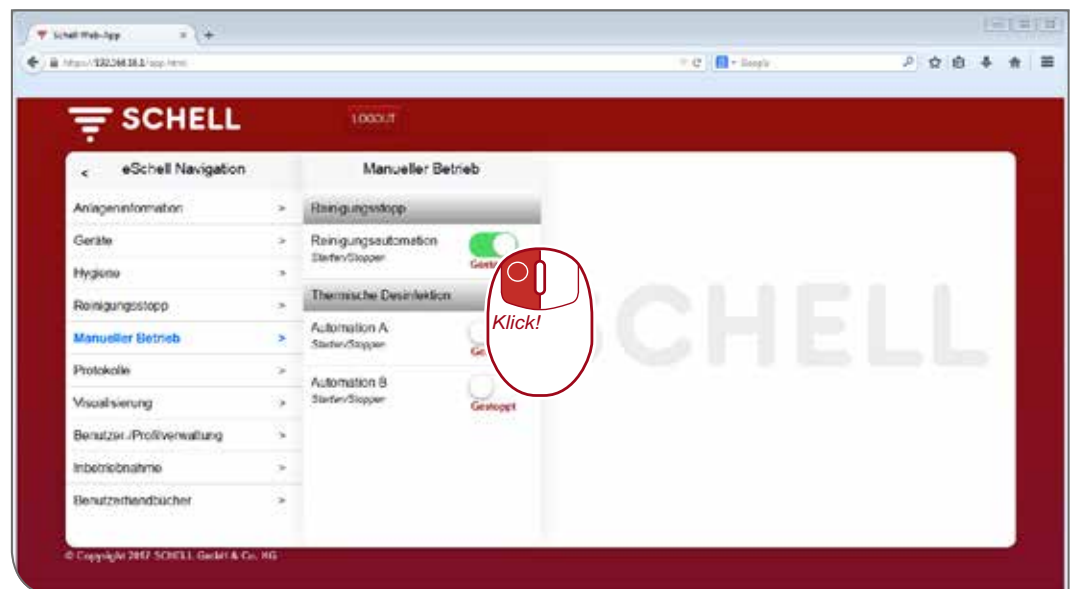 Schell Web-App
Google
SCHELL
LOGOUT
< eSchell Navigation
Manueller Betrieb
Anlageninformation >
Reinigungsstopp
Geräte >
Reinigungsautomation
Starten/Stoppen
Hygiene >
Thermische Desinfektion
Reinigungsstopp >
Klick!
Automation A
Starten/Stoppen
Manueller Betrieb >
Protokolle >
Automation B
Starten/Stoppen
Gestoppt
Visualisierung >
Benutzer-/Profilverwaltung >
Inbetriebnahme >
Benutzerhandbücher >
SCHELL
© Copyright 2017 SCHELL GmbH & Co. KG